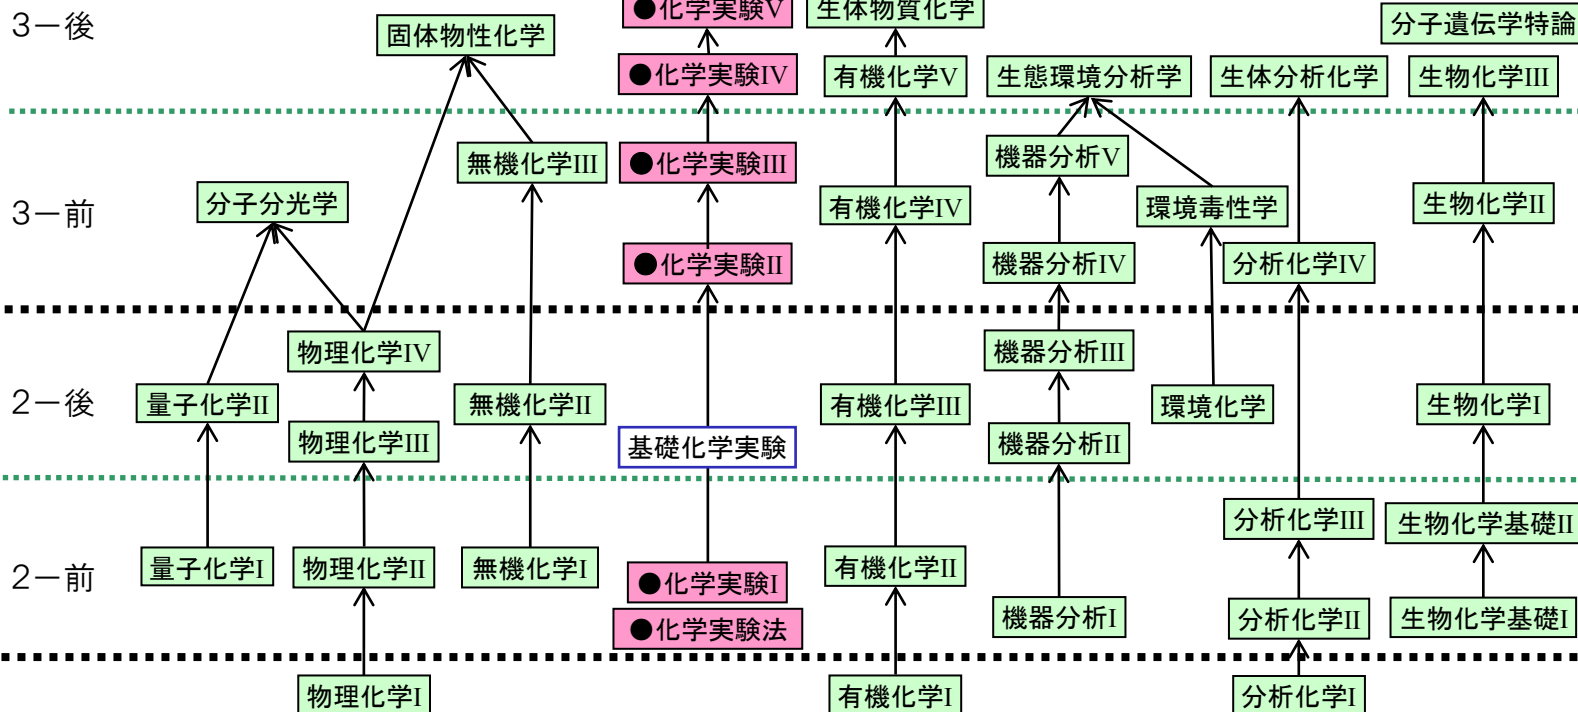 ●化学実験V
生体物質化学
3ー後
固体物性化学
分子遺伝学特論
●化学実験IV
有機化学V
生態環境分析学
生体分析化学
生物化学III
無機化学III
●化学実験III
機器分析V
3ー前
分子分光学
有機化学IV
環境毒性学
生物化学II
●化学実験II
機器分析IV
分析化学IV
物理化学IV
機器分析III
2ー後
量子化学II
無機化学II
有機化学III
環境化学
生物化学I
物理化学III
基礎化学実験
機器分析II
分析化学III
生物化学基礎II
2ー前
量子化学I
物理化学II
無機化学I
●化学実験I
有機化学II
●化学実験法
機器分析I
分析化学II
生物化学基礎I
物理化学I
有機化学I
分析化学I